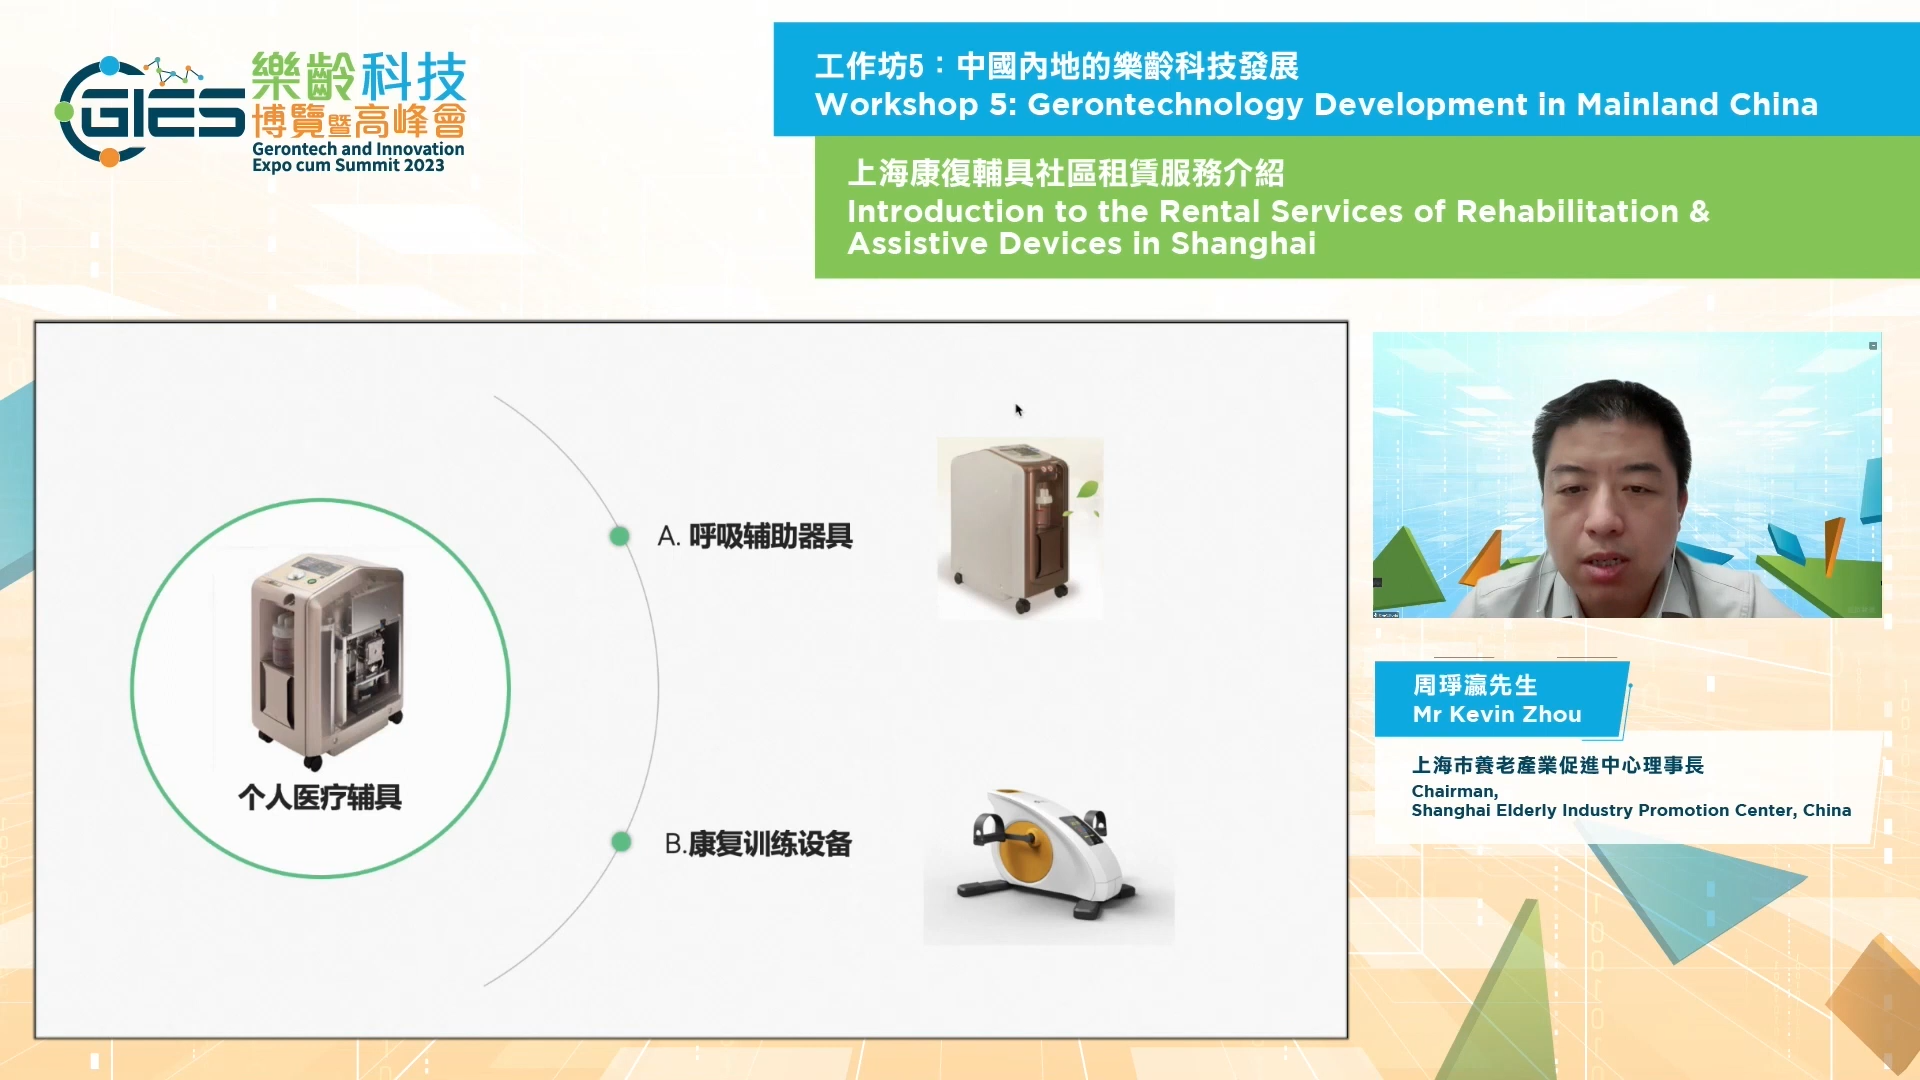 GIES
樂齡科技
博覽暨高峰會
Gerontech and Innovation
Expo cum Summit 2023
工作坊5：中國內地的樂齡科技發展
Workshop 5: Gerontechnology Development in Mainland China
上海康復輔具社區租賃服務介紹
Introduction to the Rental Services of Rehabilitation &
Assistive Devices in Shanghai
个人医疗辅具
A. 呼吸辅助器具
B.康复训练设备
周琤瀛先生
Mr Kevin Zhou
上海市養老產業促進中心理事長
Chairman,
Shanghai Elderly Industry Promotion Center, China